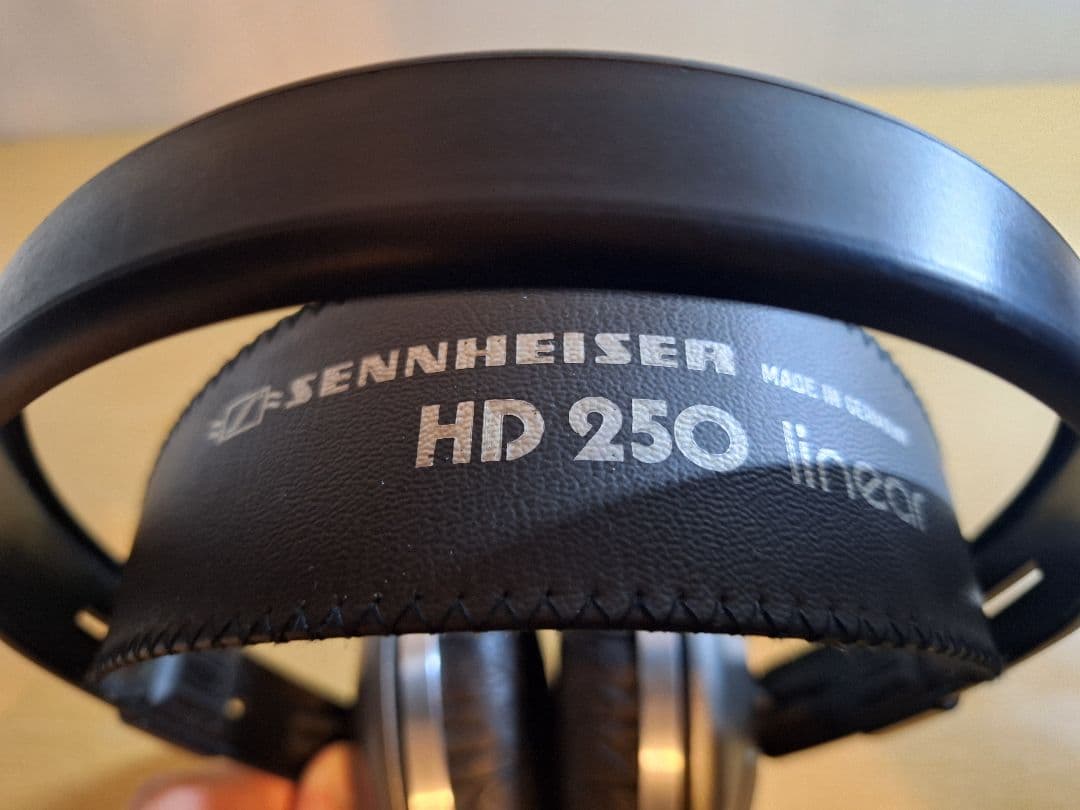 SENNHEISER MADE IN GERMANY
HD 250 linear